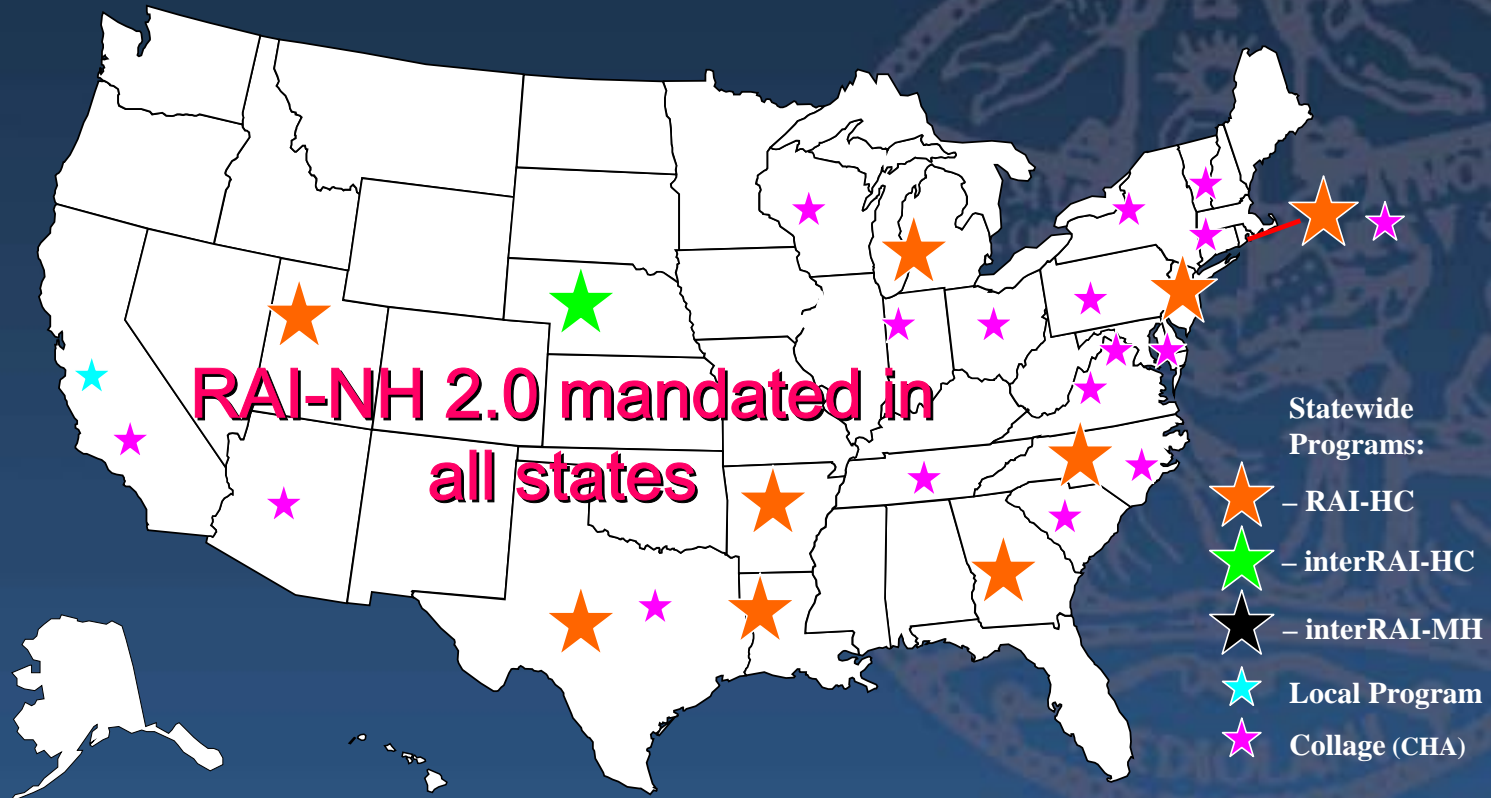 RAI-NH 2.0 mandated in
all states
Statewide
Programs:
– RAI-HC
– interRAI-HC
– interRAI-MH
Local Program
Collage (CHA)